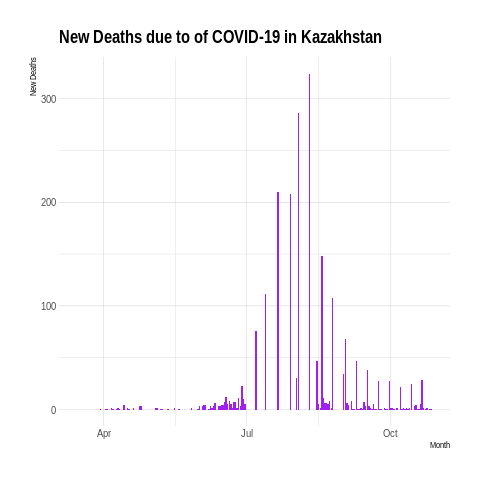 New Deaths due to of COVID-19 in Kazakhstan
New Deaths
300
200
100
0
Apr
Jul
Oct
Month